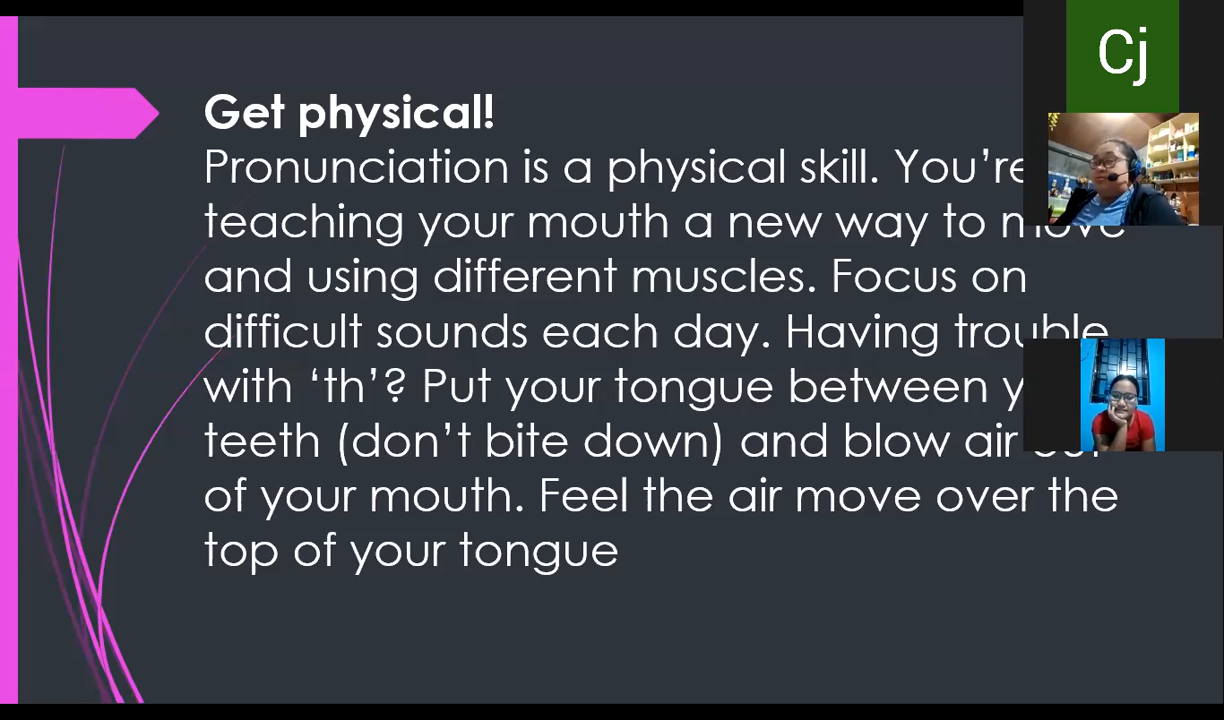 Get physical!
Pronunciation is a physical skill. You're
teaching your mouth a new way to move
and using different muscles. Focus on
difficult sounds each day. Having trouble
with ‘th’? Put your tongue between
teeth (don’t bite down) and blow air
of your mouth. Feel the air move over the
top of your tongue
Cj